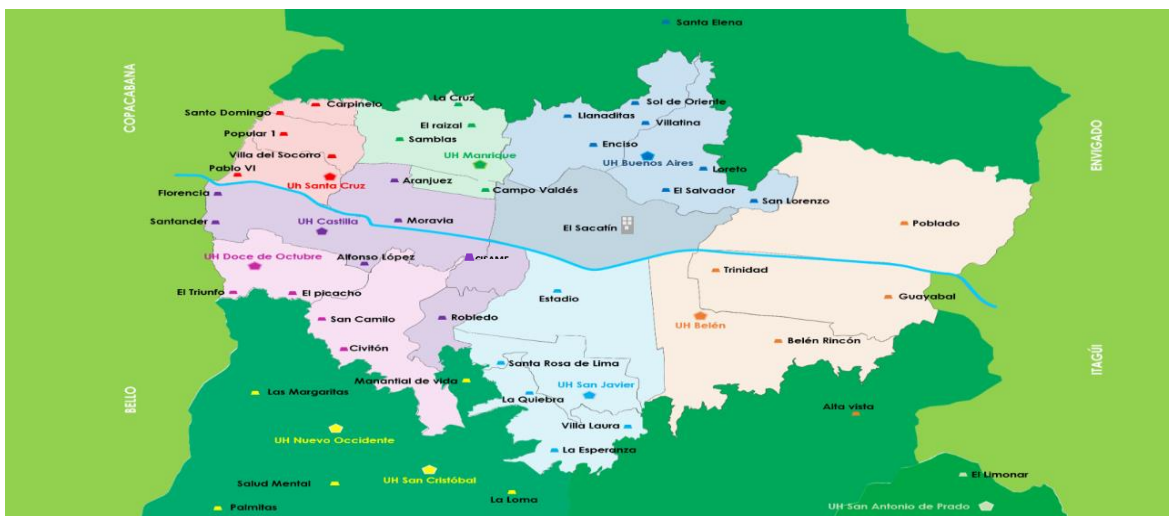 Santa Elena
COPACABANA
ENVIGADO
Santo Domingo
Carpinelo
La Cruz
Sol de Oriente
Llanaditas
Villatina
Popular 1
El raizal
Samblas
Enciso
UH Buenos Aires
Villa del Socorro
UH Manrique
Loreto
Pablo VI
Uh Santa Cruz
Aranjuez
Campo Valdés
El Salvador
San Lorenzo
Florencia
Santander
UH Castilla
Moravia
El Sacatín
Poblado
UH Doce de Octubre
Alfonso López
Trinidad
El Triunfo
El picacho
Estadio
Guayabal
San Camilo
Robledo
UH Belén
Belén Rincón
Civitón
Santa Rosa de Lima
ITAGÜI
BELLO
Las Margaritas
Manantial de vida
UH San Javier
La Quiebra
Alta vista
UH Nuevo Occidente
Villa Laura
La Esperanza
UH San Cristóbal
Salud Mental
La Loma
El Limonar
Palmitas
UH San Antonio de Prado